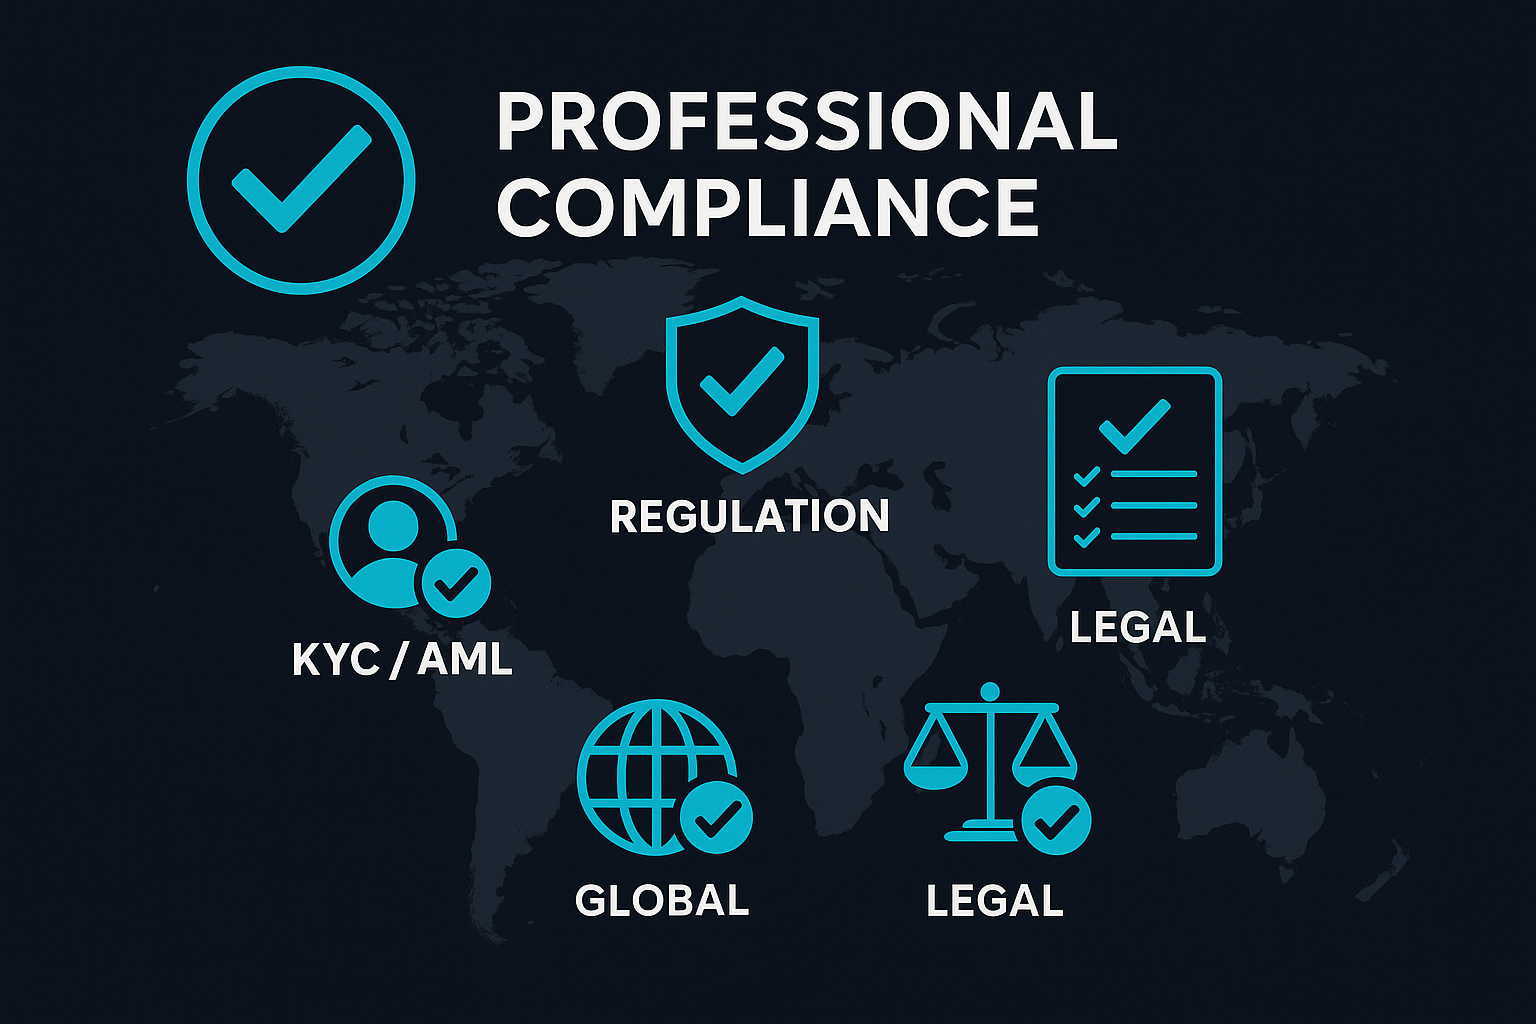 PROFESSIONAL
COMPLIANCE
REGULATION
LEGAL
KYC / AML
GLOBAL
LEGAL